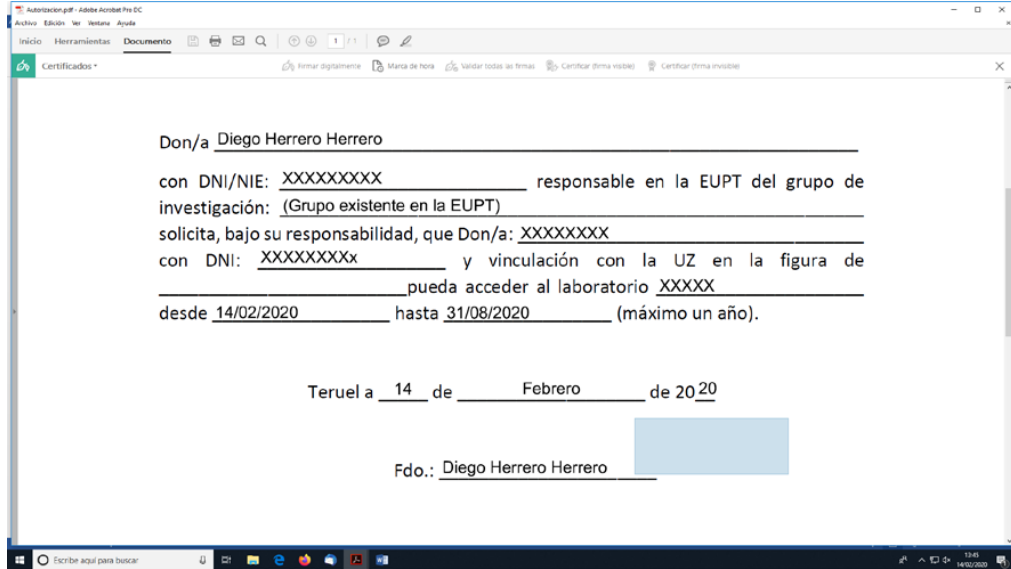 Autorizacion.pdf - Adobe Acrobat Pro DC
Archivo Edición Ver Ventana Ayuda
Inicio Herramientas Documento 1 / 1
Certificados Firmar digitalmente Marca de hora Validar todas las firmas Certificar (firma visible) Certificar (firma invisible)
Don/a Diego Herrero Herrero
con DNI/NIE: XXXXXXXXX responsable en la EUPT del grupo de
investigación: (Grupo existente en la EUPT)
solicita, bajo su responsabilidad, que Don/a: XXXXXXXX
con DNI: XXXXXXXXx y vinculación con la UZ en la figura de
pueda acceder al laboratorio XXXXX
desde 14/02/2020 hasta 31/08/2020 (máximo un año).
Teruel a 14 de Febrero de 20 20
Fdo.: Diego Herrero Herrero
Escribe aquí para buscar
13:45
14/02/2020